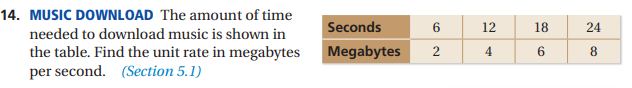 14. MUSIC DOWNLOAD The amount of time
needed to download music is shown in
the table. Find the unit rate in megabytes
per second. (Section 5.1)
Seconds 6 12 18 24
Megabytes 2 4 6 8